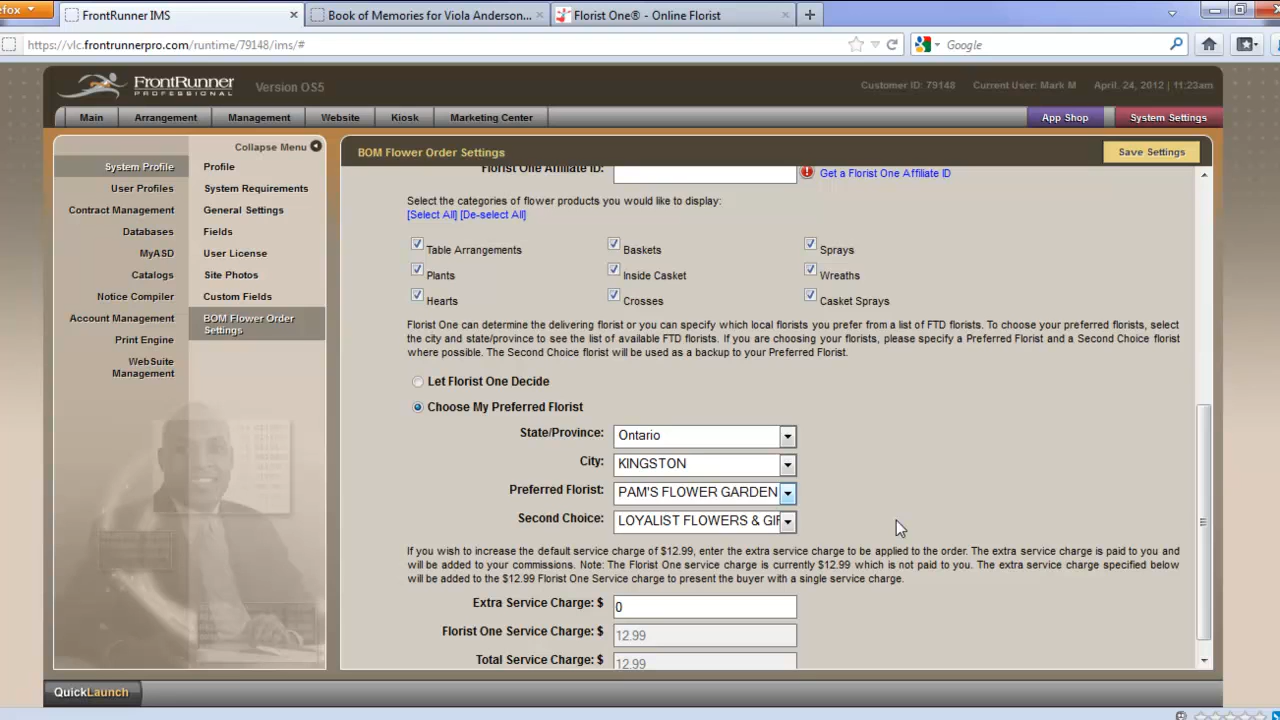 efox
FrontRunner IMS
Book of Memories for Viola Anderson...
Florist One® - Online Florist
https://vlc.frontrunnerpro.com/runtime/79148/ims/#
Google
FrontRunner
PROFESSIONAL
Version OS5
Customer ID: 79148 Current User: Mark M April, 24, 2012 | 11:23am
Main Arrangement Management Website Kiosk Marketing Center App Shop System Settings
Collapse Menu
System Profile
User Profiles
Contract Management
Databases
MyASD
Catalogs
Notice Compiler
Account Management
Print Engine
WebSuite
Management
Profile
System Requirements
General Settings
Fields
User License
Site Photos
Custom Fields
BOM Flower Order
Settings
BOM Flower Order Settings
Save Settings
Florist One Affiliate ID:
Get a Florist One Affiliate ID
Select the categories of flower products you would like to display:
[Select All] [De-select All]
Table Arrangements Baskets Sprays
Plants Inside Casket Wreaths
Hearts Crosses Casket Sprays
Florist One can determine the delivering florist or you can specify which local florists you prefer from a list of FTD florists. To choose your preferred florists, select
the city and state/province to see the list of available FTD florists. If you are choosing your florists, please specify a Preferred Florist and a Second Choice florist
where possible. The Second Choice florist will be used as a backup to your Preferred Florist.
Let Florist One Decide
Choose My Preferred Florist
State/Province: Ontario
City: KINGSTON
Preferred Florist: PAM'S FLOWER GARDEN
Second Choice: LOYALIST FLOWERS & GIF
If you wish to increase the default service charge of $12.99, enter the extra service charge to be applied to the order. The extra service charge is paid to you and
will be added to your commissions. Note: The Florist One service charge is currently $12.99 which is not paid to you. The extra service charge specified below
will be added to the $12.99 Florist One Service charge to present the buyer with a single service charge.
Extra Service Charge: $ 0
Florist One Service Charge: $ 12.99
Total Service Charge: $ 12.99
QuickLaunch